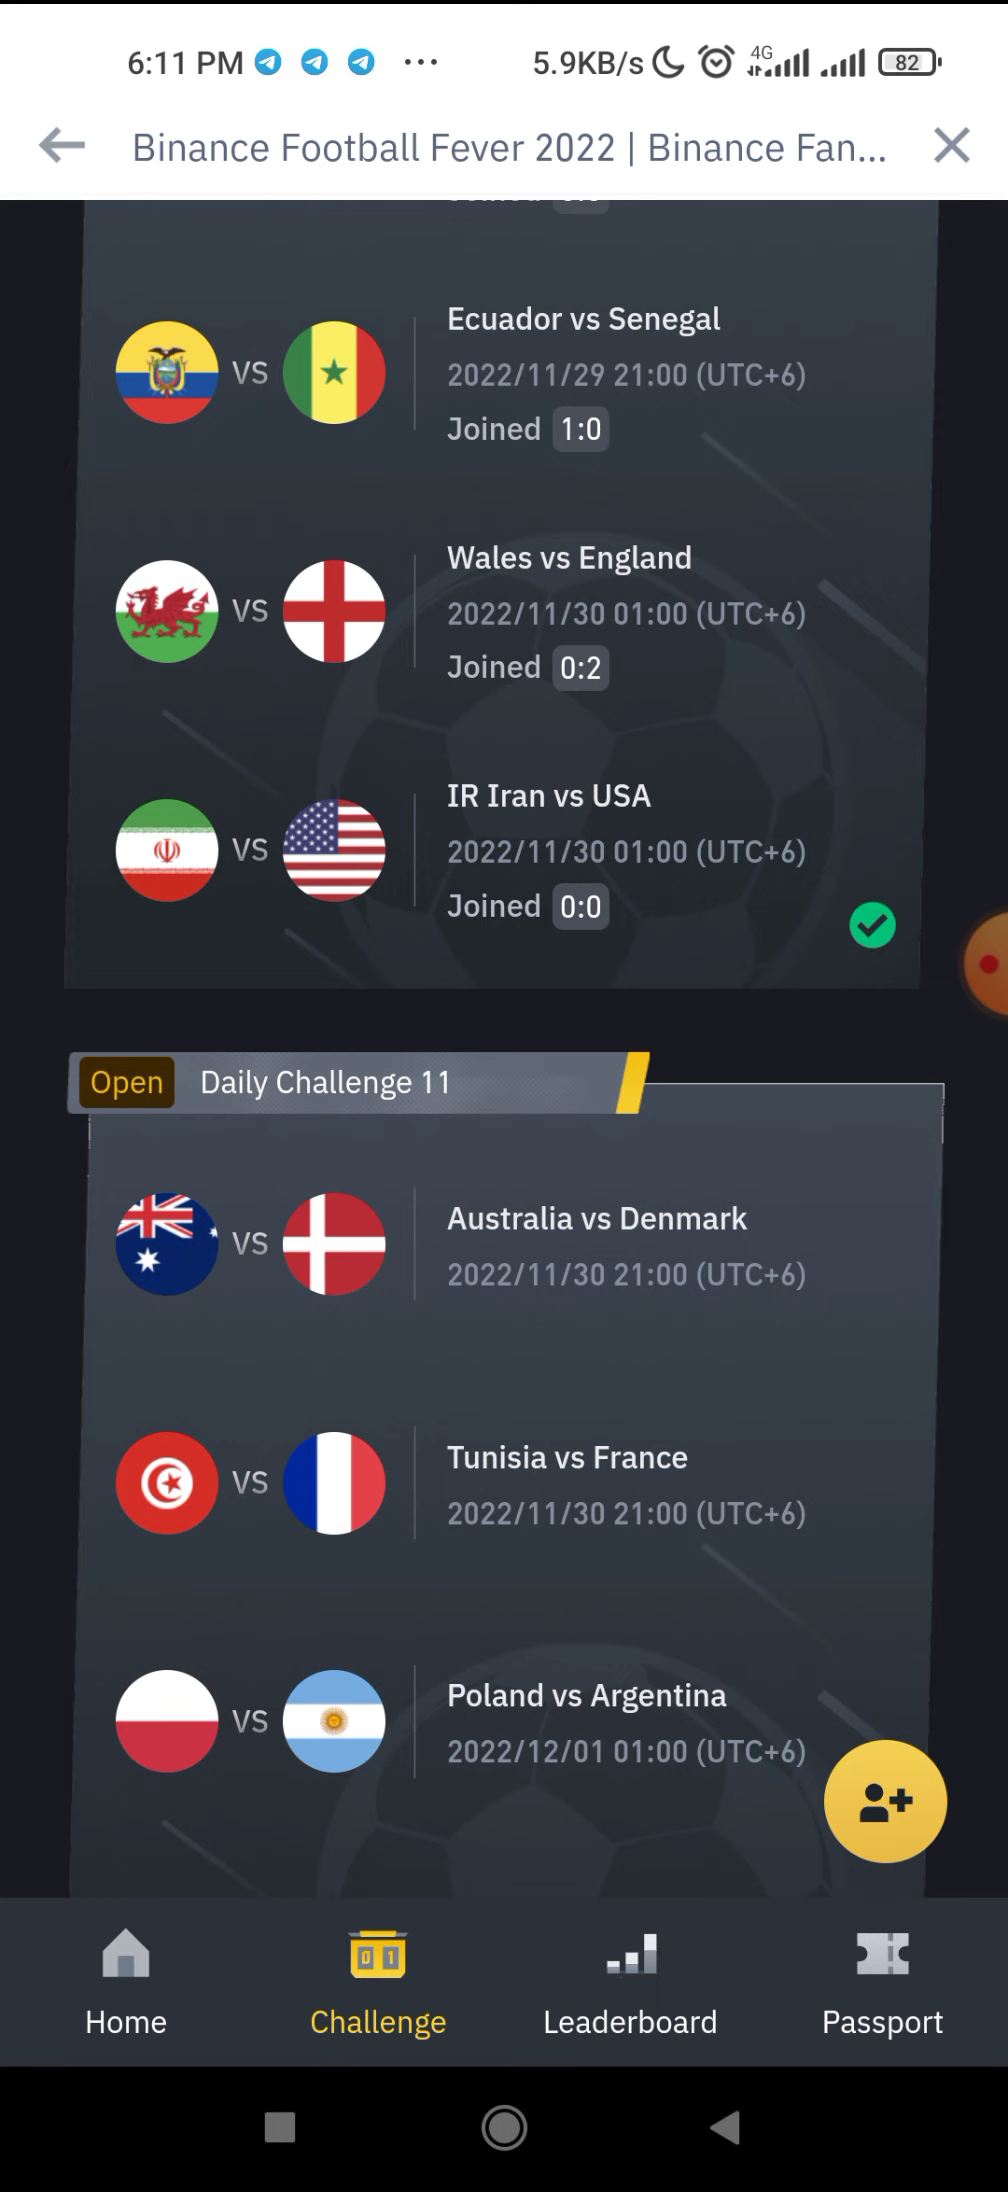 6:11 PM
5.9KB/s
4G
82
Binance Football Fever 2022 | Binance Fan...
Ecuador vs Senegal
VS
2022/11/29 21:00 (UTC+6)
Joined 1:0
Wales vs England
VS
2022/11/30 01:00 (UTC+6)
Joined 0:2
IR Iran vs USA
VS
2022/11/30 01:00 (UTC+6)
Joined 0:0
Open Daily Challenge 11
Australia vs Denmark
VS
2022/11/30 21:00 (UTC+6)
Tunisia vs France
VS
2022/11/30 21:00 (UTC+6)
Poland vs Argentina
VS
2022/12/01 01:00 (UTC+6)
01
Home
Challenge
Leaderboard
Passport